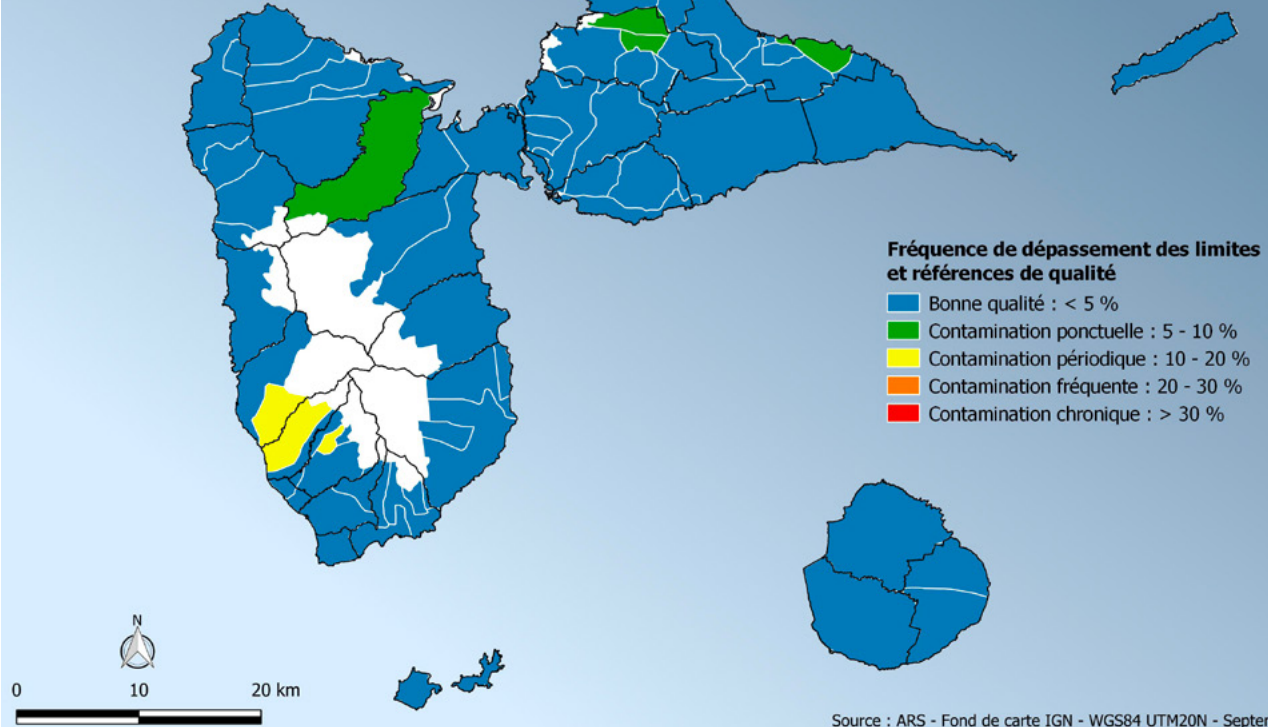 Fréquence de dépassement des limites
et références de qualité
Bonne qualité : < 5 %
Contamination ponctuelle : 5 - 10 %
Contamination périodique : 10 - 20 %
Contamination fréquente : 20 - 30 %
Contamination chronique : > 30 %
N
0 10 20 km
Source : ARS - Fond de carte IGN - WGS84 UTM20N - Septem